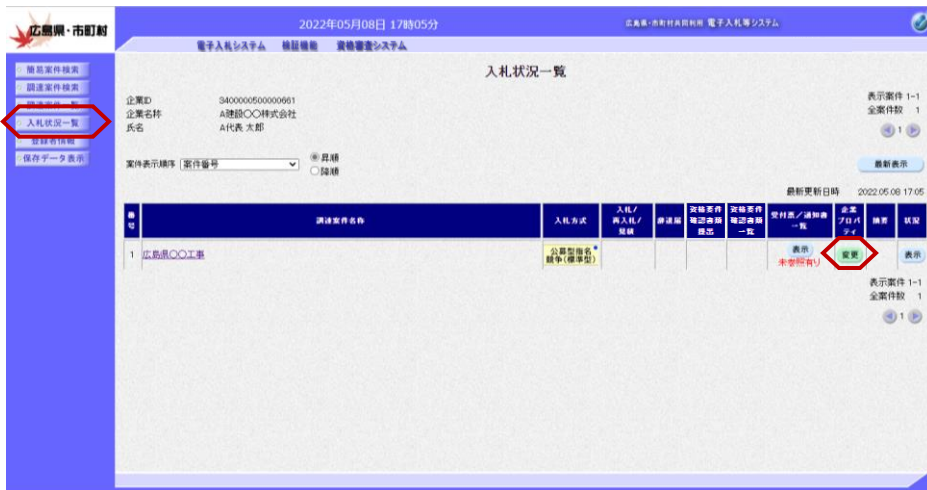 広島県・市町村
2022年05月08日 17時05分
広島県・市町村共同利用 電子入札等システム
電子入札システム 検証機能 資格審査システム
簡易案件検索
調達案件検索
調達案件一覧
入札状況一覧
登録者情報
保存データ表示
入札状況一覧
企業ID 3400000500000661
企業名称 A建設〇〇株式会社
氏名 A代表 太郎
表示案件 1-1
全案件数 1
1
案件表示順序 案件番号
昇順
降順
最新表示
最新更新日時 2022.05.08 17:05
番号 調達案件名称 入札方式 入札/再入札/見積 辞退届 資格要件確認書類提出 資格要件確認書類一覧 受付票/通知書一覧 企業プロパティ 摘要 状況
1 広島県〇〇工事 公募型指名競争(標準型) 表示 未参照有り 変更 表示
表示案件 1-1
全案件数 1
1